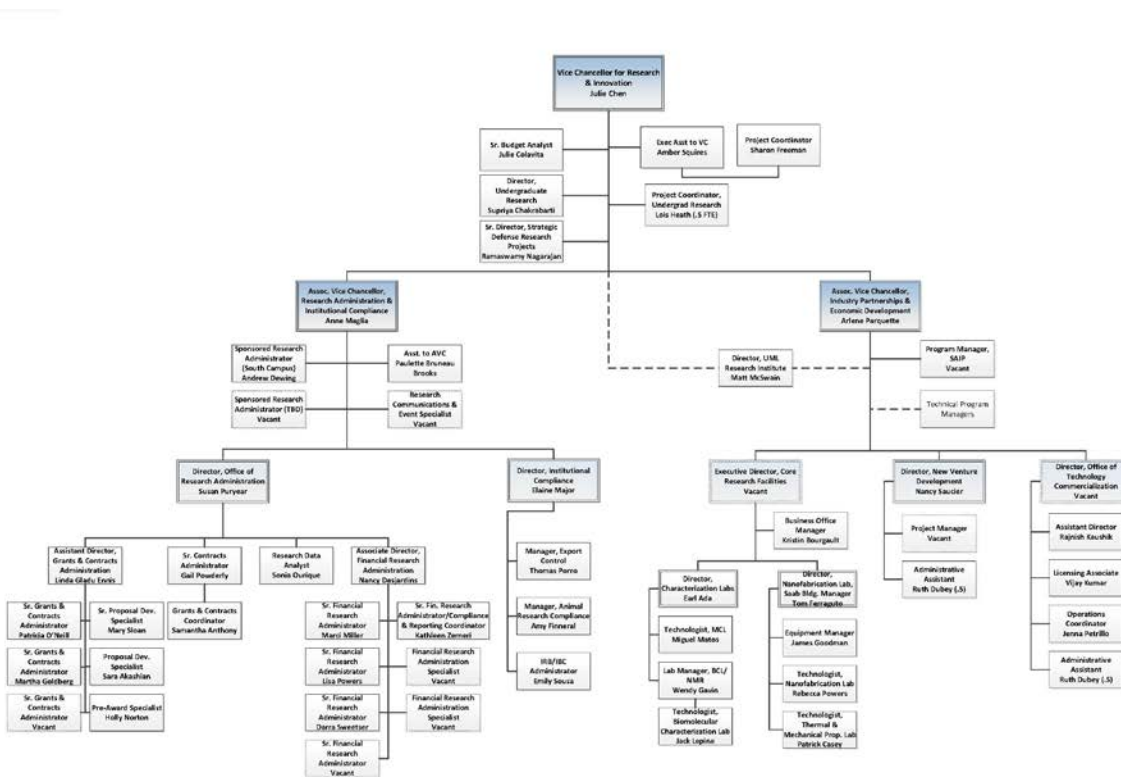 Vice Chancellor for Research
& Innovation
Julie Chen
Sr. Budget Analyst
Julie Colavita
Exec Asst to VC
Amber Squires
Project Coordinator
Sharon Freeman
Director,
Undergraduate
Research
Supriya Chakrabarti
Project Coordinator,
Undergrad Research
Lois Heath (.5 FTE)
Sr. Director, Strategic
Defense Research
Projects
Ramaswamy Nagarajan
Assoc. Vice Chancellor,
Research Administration &
Institutional Compliance
Anne Maglia
Assoc. Vice Chancellor,
Industry Partnerships &
Economic Development
Arlene Parquette
Sponsored Research
Administrator
(South Campus)
Andrew Dewing
Asst. to AVC
Paulette Bruneau
Brooks
Sponsored Research
Administrator (TBD)
Vacant
Research
Communications &
Event Specialist
Vacant
Director, UML
Research Institute
Matt McSwain
Program Manager,
SAIP
Vacant
Technical Program
Managers
Director, Office of
Research Administration
Susan Puryear
Director, Institutional
Compliance
Elaine Major
Executive Director, Core
Research Facilities
Vacant
Director, New Venture
Development
Nancy Saucier
Director, Office of
Technology
Commercialization
Vacant
Assistant Director,
Grants & Contracts
Administration
Linda Gladu Ennis
Sr. Contracts
Administrator
Gail Powderly
Research Data
Analyst
Sonia Ourique
Associate Director,
Financial Research
Administration
Nancy Desjardins
Sr. Grants &
Contracts
Administrator
Patricia O'Neill
Sr. Proposal Dev.
Specialist
Mary Sloan
Grants & Contracts
Coordinator
Samantha Anthony
Sr. Grants &
Contracts
Administrator
Martha Goldberg
Proposal Dev.
Specialist
Sara Akashian
Sr. Grants &
Contracts
Administrator
Vacant
Pre-Award Specialist
Holly Norton
Sr. Financial
Research
Administrator
Marci Miller
Sr. Fin. Research
Administrator/Compliance
& Reporting Coordinator
Kathleen
Sr. Financial
Research
Administrator
Lisa Powers
Financial Research
Administration
Specialist
Vacant
Sr. Financial
Research
Administrator
Darra Sweetser
Financial Research
Administration
Specialist
Vacant
Sr. Financial
Research
Administrator
Vacant
Manager, Export
Control
Thomas Porro
Manager, Animal
Research Compliance
Amy Finneral
IRB/IBC
Administrator
Emily Sousa
Business Office
Manager
Kristin Bourgault
Director,
Characterization Labs
Earl Ada
Technologist, MCL
Miguel Matos
Lab Manager, BCL/
NMR
Wendy Gavin
Technologist,
Biomolecular
Characterization Lab
Jack Lepine
Director,
Nanofabrication Lab,
Saab Bldg. Manager
Tom Ferraguto
Equipment Manager
James Goodman
Technologist,
Nanofabrication Lab
Rebecca Powers
Technologist,
Thermal &
Mechanical Prop. Lab
Patrick Casey
Project Manager
Vacant
Administrative
Assistant
Ruth Dubey (.5)
Assistant Director
Rajnish Kaushik
Licensing Associate
Vijay Kumar
Operations
Coordinator
Jenna Petrillo
Administrative
Assistant
Ruth Dubey (.5)